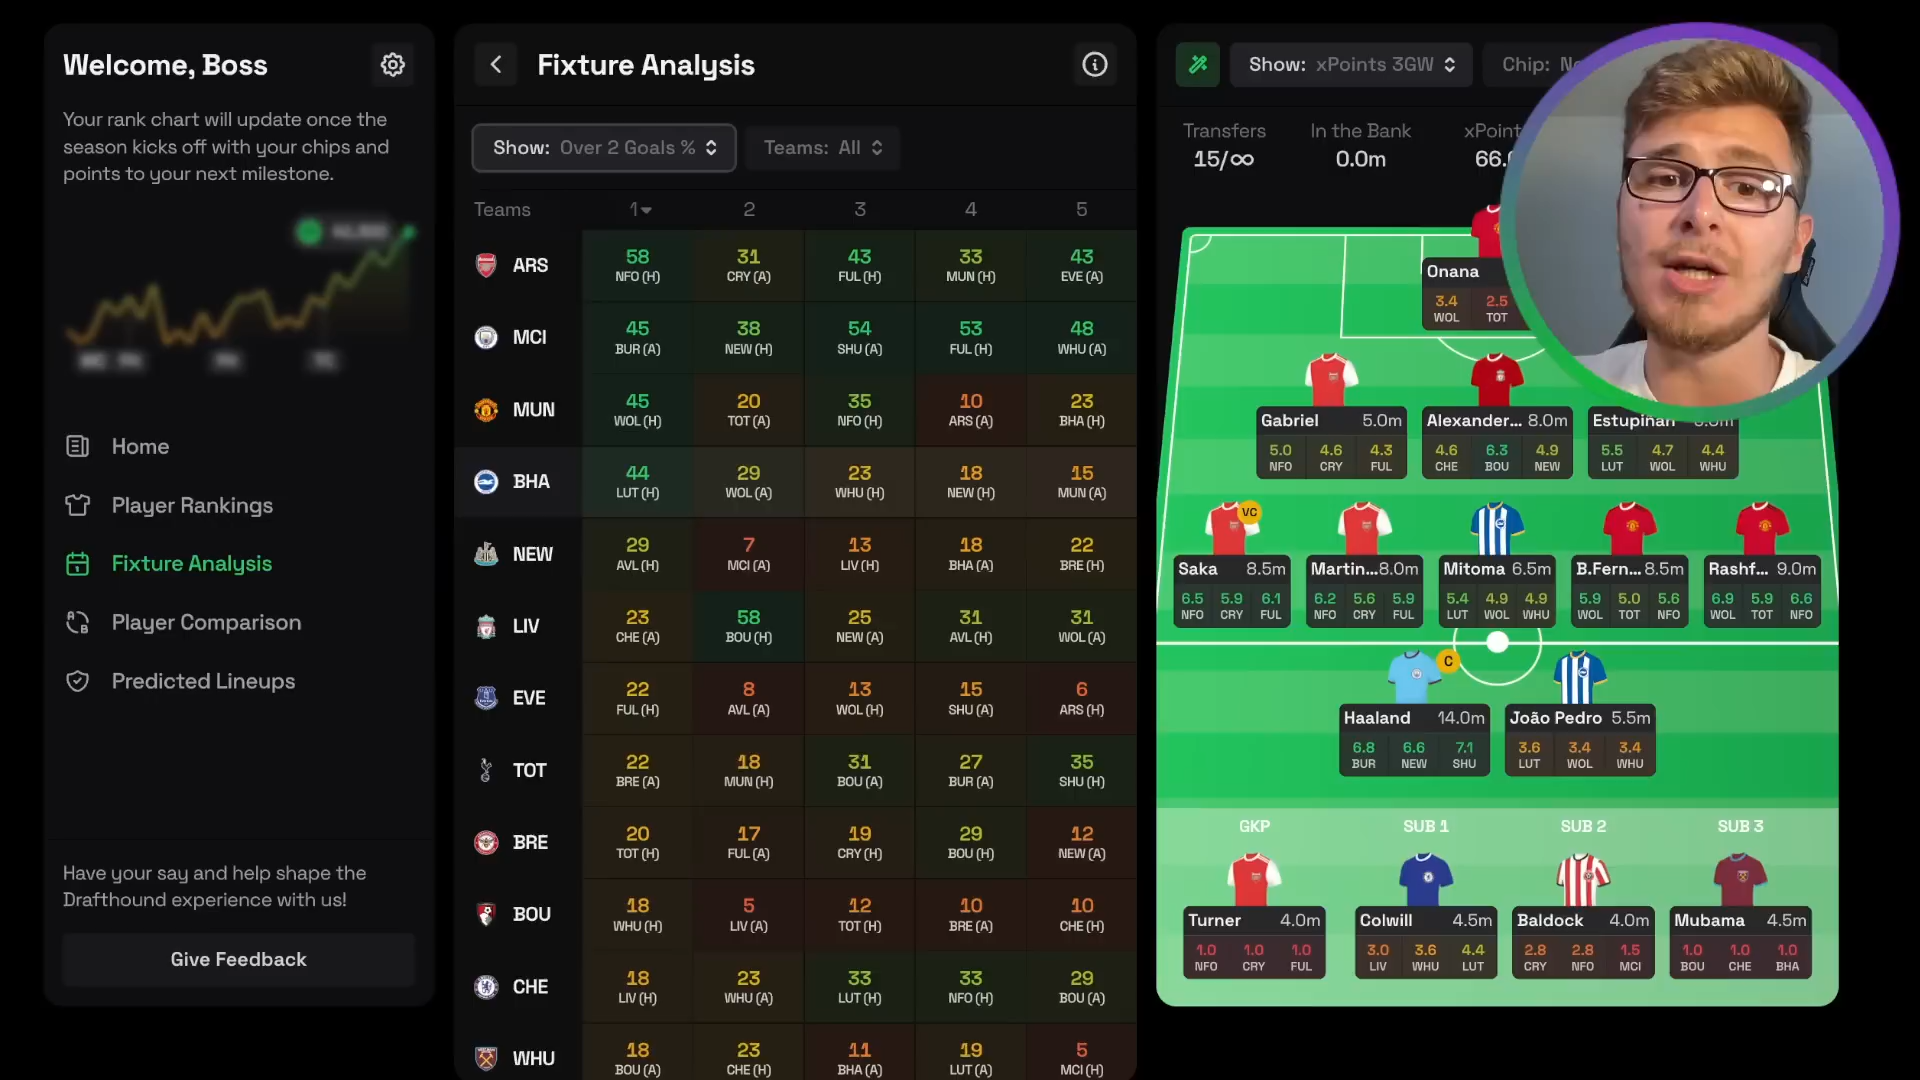 Welcome, Boss
Your rank chart will update once the
season kicks off with your chips and
points to your next milestone.
Home
Player Rankings
Fixture Analysis
Player Comparison
Predicted Lineups
Have your say and help shape the
Drafthound experience with us!
Give Feedback
Fixture Analysis
Show: Over 2 Goals %
Teams: All
Teams 1 2 3 4 5
ARS 58 31 43 33 43
NFO (H) CRY (A) FUL (H) MUN (H) EVE (A)
MCI 45 38 54 53 48
BUR (A) NEW (H) SHU (A) FUL (H) WHU (A)
MUN 45 20 35 10 23
WOL (H) TOT (A) NFO (H) ARS (A) BHA (H)
BHA 44 29 23 18 15
LUT (H) WOL (A) WHU (H) NEW (H) MUN (A)
NEW 29 7 13 18 22
AVL (H) MCI (A) LIV (H) BHA (A) BRE (H)
LIV 23 58 25 31 31
CHE (A) BOU (H) NEW (A) AVL (H) WOL (A)
EVE 22 8 13 15 6
FUL (H) AVL (A) WOL (H) SHU (A) ARS (H)
TOT 22 18 31 27 35
BRE (A) MUN (H) BOU (A) BUR (A) SHU (H)
BRE 20 17 19 29 12
TOT (H) FUL (A) CRY (H) BOU (H) NEW (A)
BOU 18 5 12 10 10
WHU (H) LIV (A) TOT (H) BRE (A) CHE (H)
CHE 18 23 33 33 29
LIV (H) WHU (A) LUT (H) NFO (H) BOU (A)
WHU 18 23 11 19 5
BOU (A) CHE (H) BHA (A) LUT (A) MCI (H)
Show: xPoints 3GW
Chip:
Transfers In the Bank
15/∞ 0.0m
Onana
3.4 2.5
WOL TOT
Gabriel 5.0m
5.0 4.6 4.3
NFO CRY FUL
Alexander... 8.0m
4.6 6.3 4.9
CHE BOU NEW
Estupiñan
5.5 4.7 4.4
LUT WOL WHU
VC
Saka 8.5m
6.5 5.9 6.1
NFO CRY FUL
Martin...8.0m
6.2 5.6 5.9
NFO CRY FUL
Mitoma 6.5m
5.4 4.9 4.9
LUT WOL WHU
B.Fern...8.5m
5.9 5.0 5.6
WOL TOT NFO
Rashf... 9.0m
6.9 5.9 6.6
WOL TOT NFO
C
Haaland 14.0m
6.8 6.6 7.1
BUR NEW SHU
João Pedro 5.5m
3.6 3.4 3.4
LUT WOL WHU
GKP SUB 1 SUB 2 SUB 3
Turner 4.0m
1.0 1.0 1.0
NFO CRY FUL
Colwill 4.5m
3.0 3.6 4.4
LIV WHU LUT
Baldock 4.0m
2.8 2.8 1.5
CRY NFO MCI
Mubama 4.5m
1.0 1.0 1.0
BOU CHE BHA